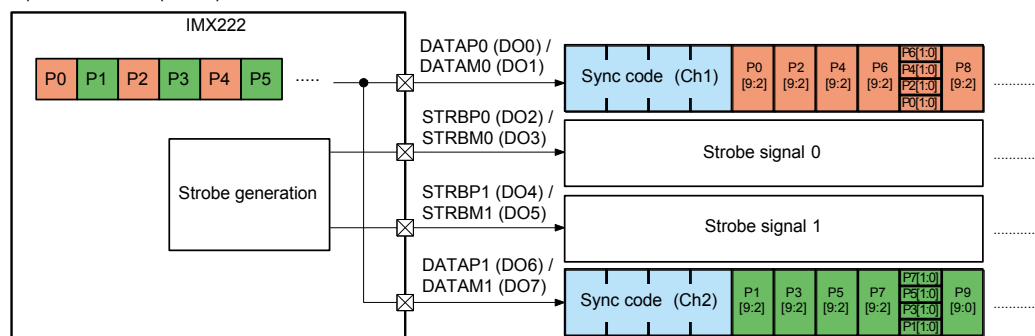 IMX222
P0 P1 P2 P3 P4 P5 .....
Strobe generation
DATAP0 (DO0) /
DATAM0 (DO1)
Sync code (Ch1)
P0
[9:2]
P2
[9:2]
P4
[9:2]
P6
[9:2]
P6[1:0]
P4[1:0]
P2[1:0]
P0[1:0]
P8
[9:2]
STRBP0 (DO2) /
STRBM0 (DO3)
Strobe signal 0
STRBP1 (DO4) /
STRBM1 (DO5)
Strobe signal 1
DATAP1 (DO6) /
DATAM1 (DO7)
Sync code (Ch2)
P1
[9:2]
P3
[9:2]
P5
[9:2]
P7
[9:2]
P7[1:0]
P5[1:0]
P3[1:0]
P1[1:0]
P9
[9:0]